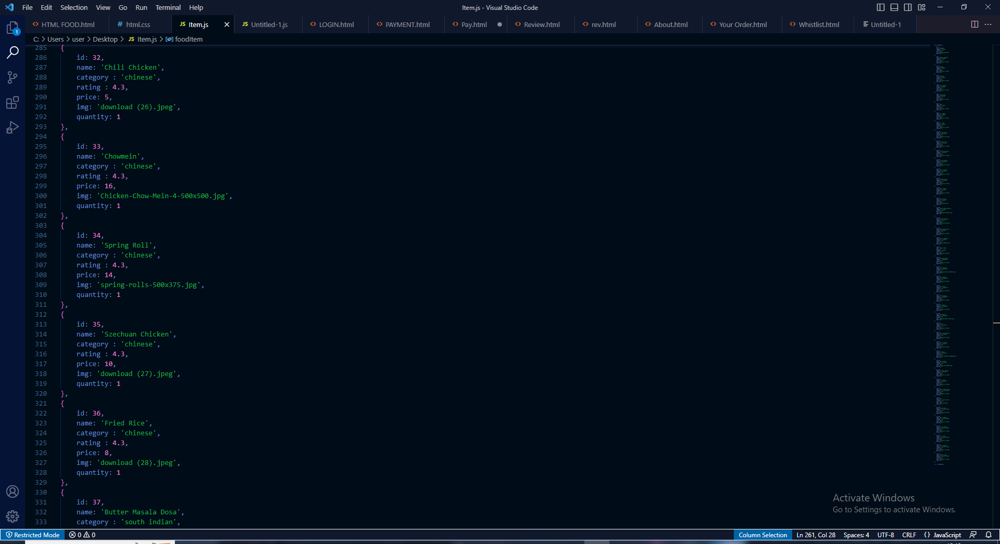 File Edit Selection View Go Run Terminal Help
Item.js - Visual Studio Code
HTML FOOD.html
html.css
JS Item.js
JS Untitled-1.js
LOGIN.html
PAYMENT.html
Pay.html
Review.html
rev.html
About.html
Your Order.html
Whistlist.html
Untitled-1
1
C: > Users > user > Desktop > JS Item.js > foodItem
285 {
286 id: 32,
287 name: 'Chili Chicken',
288 category : 'chinese',
289 rating : 4.3,
290 price: 5,
291 img: 'download (26).jpeg',
292 quantity: 1
293 },
294 {
295 id: 33,
296 name: 'Chowmein',
297 category : 'chinese',
298 rating : 4.3,
299 price: 16,
300 img: 'Chicken-Chow-Mein-4-500x500.jpg',
301 quantity: 1
302 },
303 {
304 id: 34,
305 name: 'Spring Roll',
306 category : 'chinese',
307 rating : 4.3,
308 price: 14,
309 img: 'spring-rolls-500x375.jpg',
310 quantity: 1
311 },
312 {
313 id: 35,
314 name: 'Szechuan Chicken',
315 category : 'chinese',
316 rating : 4.3,
317 price: 10,
318 img: 'download (27).jpeg',
319 quantity: 1
320 },
321 {
322 id: 36,
323 name: 'Fried Rice',
324 category : 'chinese',
325 rating : 4.3,
326 price: 8,
327 img: 'download (28).jpeg',
328 quantity: 1
329 },
330 {
331 id: 37,
332 name: 'Butter Masala Dosa',
333 category : 'south indian',
Activate Windows
Go to Settings to activate Windows.
Restricted Mode 0 0
Column Selection Ln 261, Col 28 Spaces: 4 UTF-8 CRLF {} JavaScript